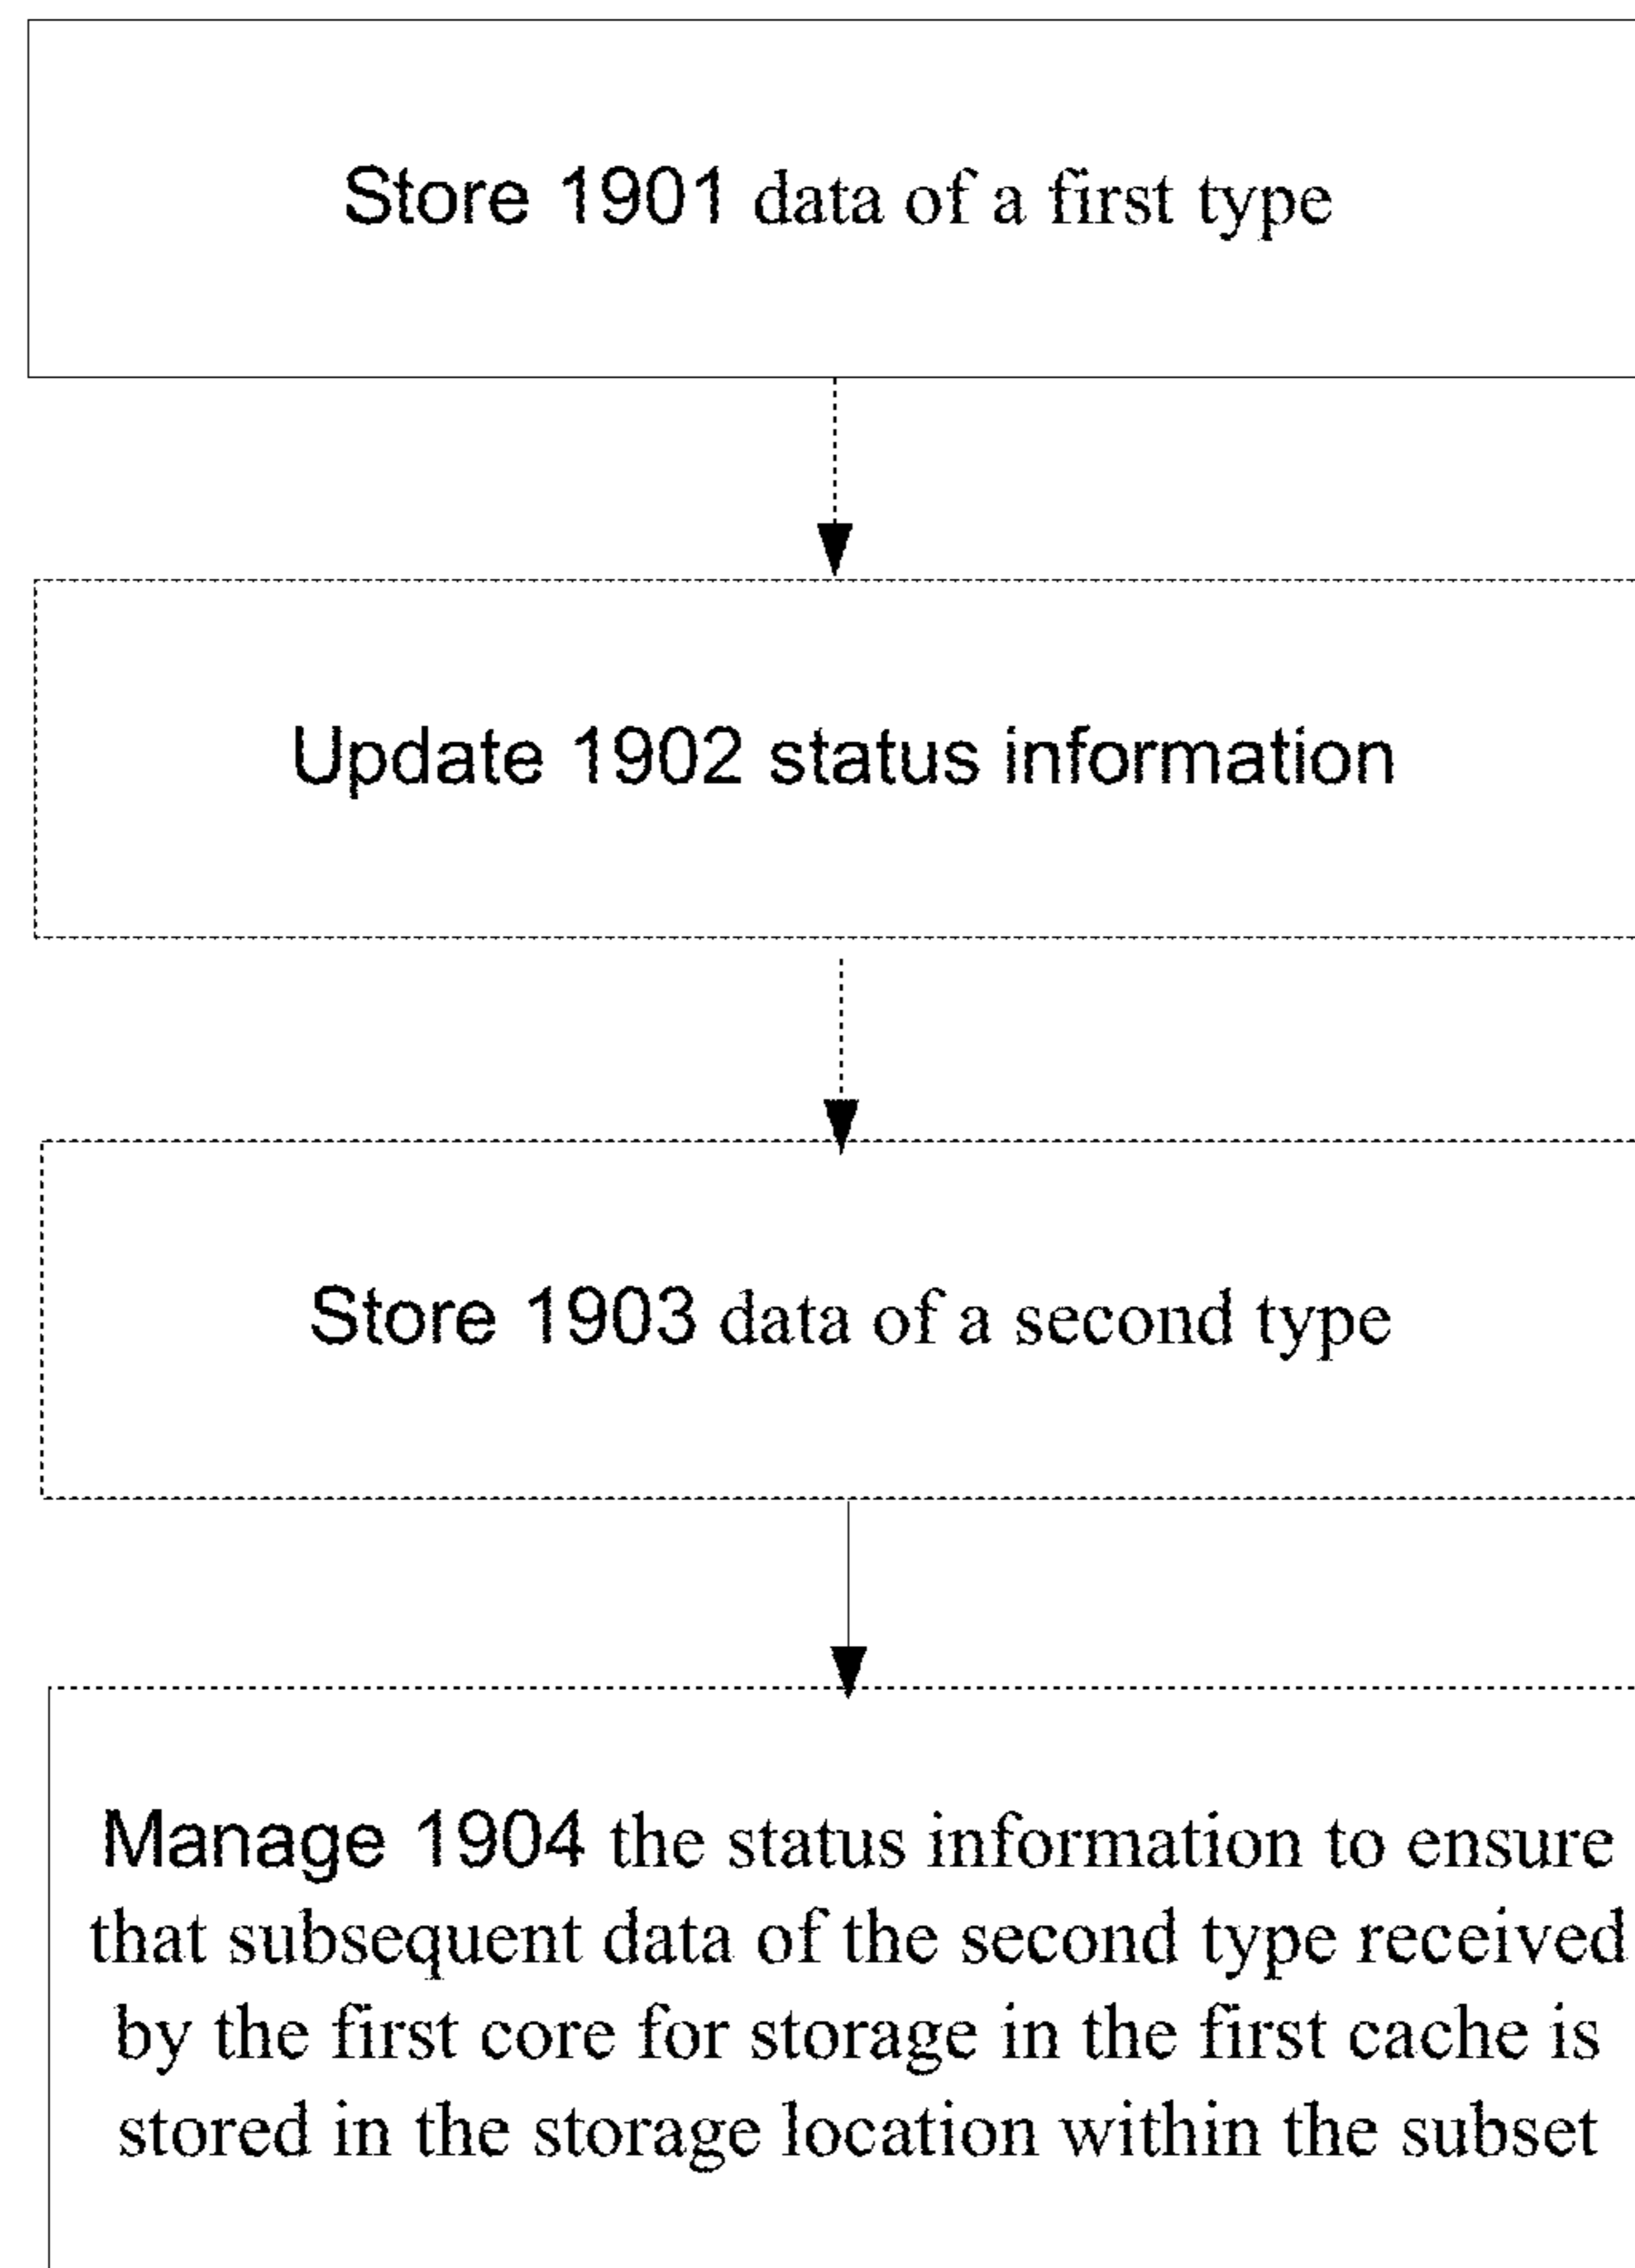 Store 1901 data of a first type
Update 1902 status information
Store 1903 data of a second type
Manage 1904 the status information to ensure
that subsequent data of the second type received
by the first core for storage in the first cache is
stored in the storage location within the subset